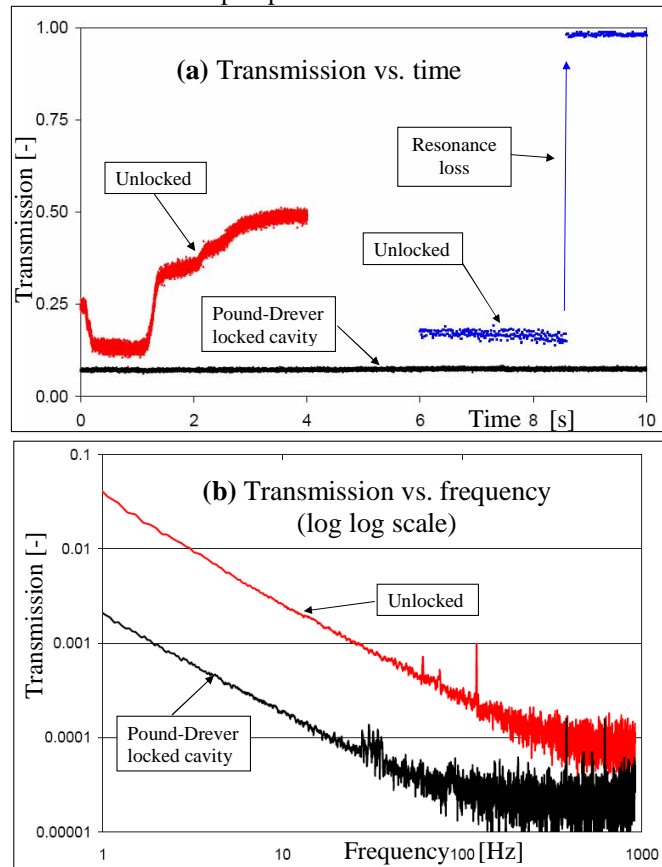 1.00
(a) Transmission vs. time
0.75
Resonance
loss
Transmission [-]
Unlocked
0.50
Unlocked
Pound-Drever
locked cavity
0.25
0.00
0 2 4 6 Time 8 [s] 10
0.1
(b) Transmission vs. frequency
(log log scale)
Transmission [-]
0.01
Unlocked
0.001
Pound-Drever
locked cavity
0.0001
0.00001
1 10 Frequency 100 [Hz] 1000